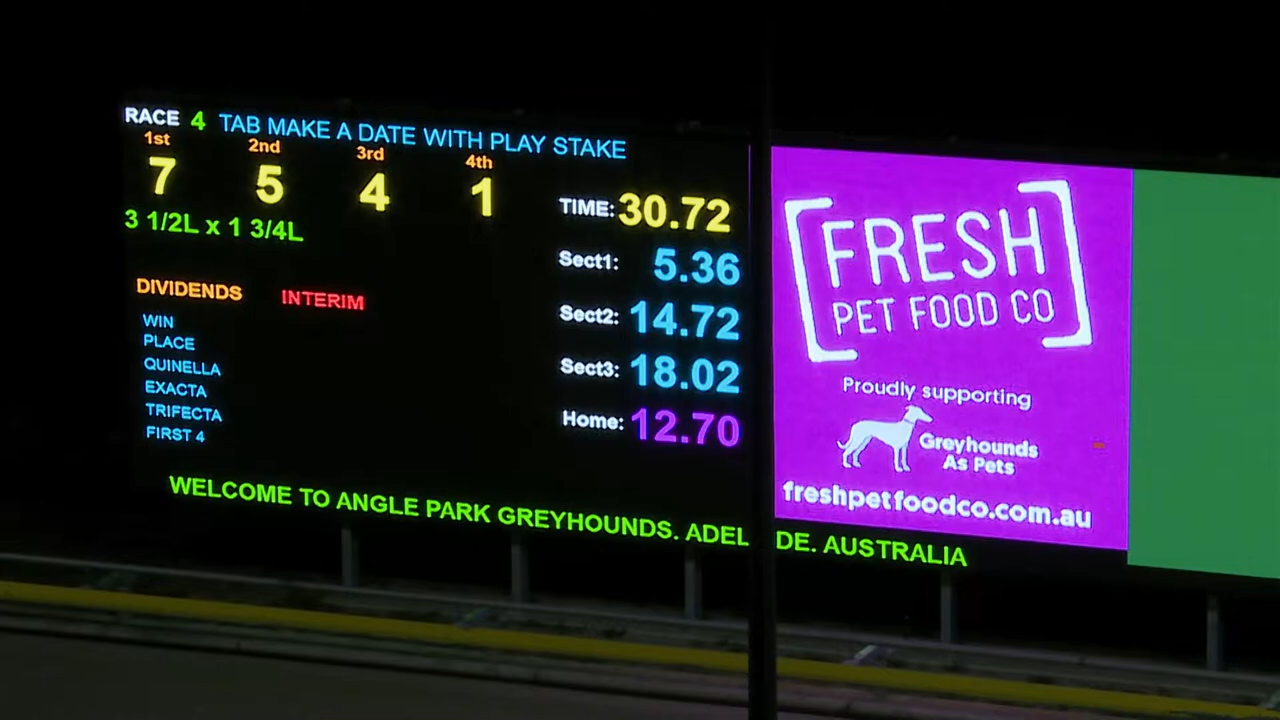 RACE 4 TAB MAKE A DATE WITH PLAY STAKE
1st 2nd 3rd 4th
7 5 4 1
3 1/2L x 1 3/4L
TIME: 30.72
Sect1: 5.36
Sect2: 14.72
Sect3: 18.02
Home: 12.70
DIVIDENDS INTERIM
WIN
PLACE
QUINELLA
EXACTA
TRIFECTA
FIRST 4
WELCOME TO ANGLE PARK GREYHOUNDS. ADEL DE. AUSTRALIA
[FRESH
PET FOOD CO]
Proudly supporting
Greyhounds
As Pets
freshpetfoodco.com.au